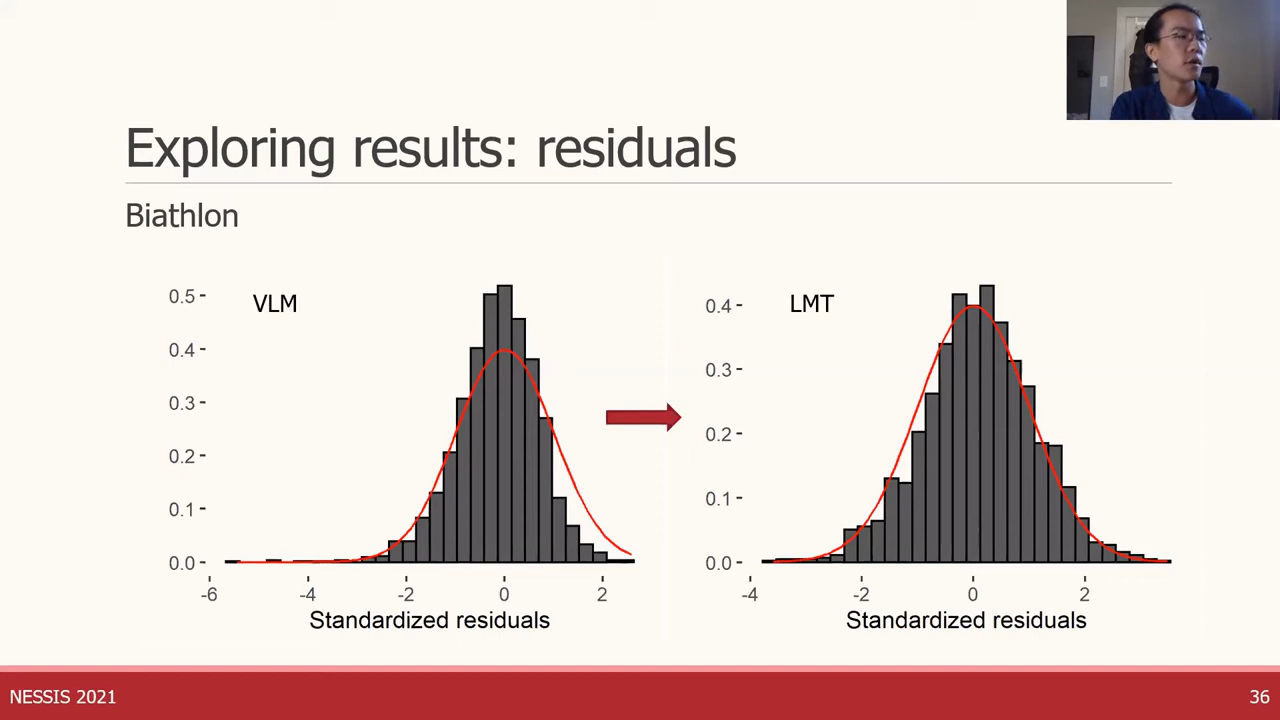 Exploring results: residuals
Biathlon
VLM
0.5
0.4
0.3
0.2
0.1
0.0
-6 -4 -2 0 2
Standardized residuals
LMT
0.4
0.3
0.2
0.1
0.0
-4 -2 0 2
Standardized residuals
NESSIS 2021
36